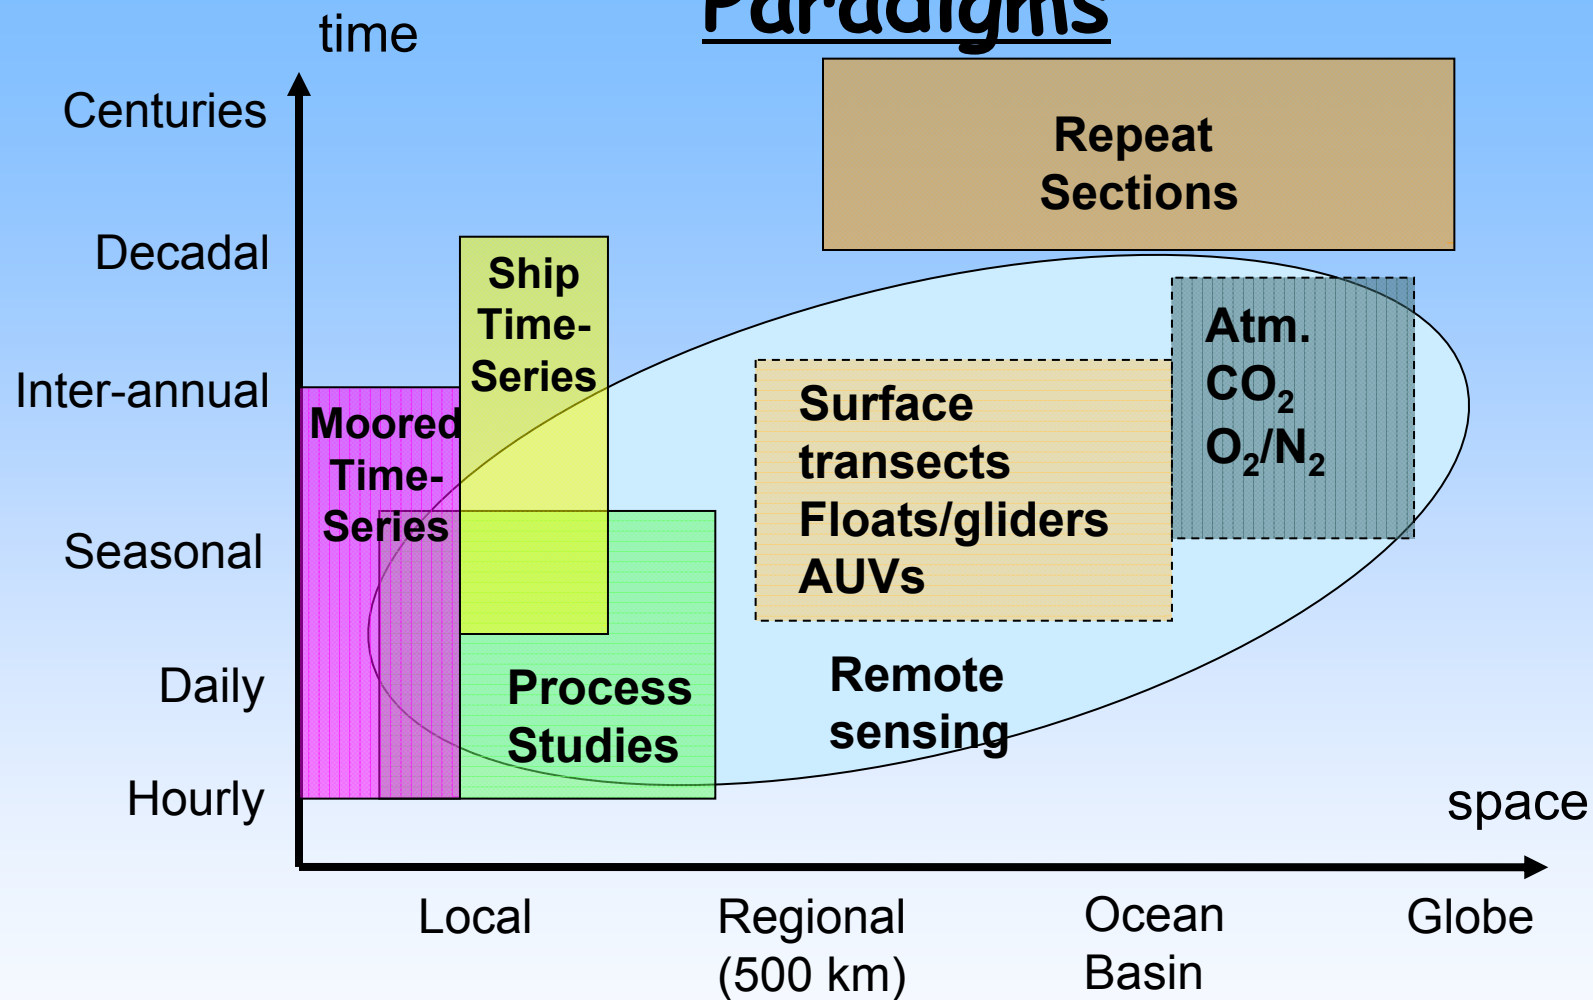 Paradigms
time
Centuries
Decadal
Inter-annual
Seasonal
Daily
Hourly
Repeat
Sections
Ship
Time-
Series
Moored
Time-
Series
Process
Studies
Surface
transects
Floats/gliders
AUVs
Atm.
CO₂
O₂/N₂
Remote
sensing
space
Local
Regional
(500 km)
Ocean
Basin
Globe